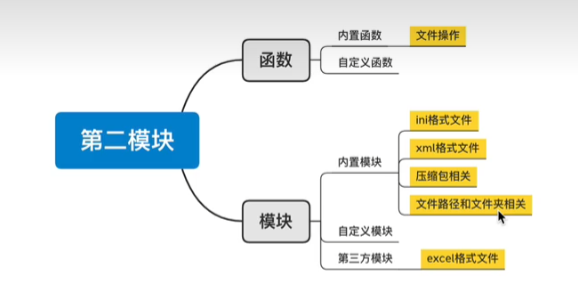 第二模块
函数
内置函数
文件操作
自定义函数
模块
内置模块
ini格式文件
xml格式文件
压缩包相关
文件路径和文件夹相关
自定义模块
第三方模块
excel格式文件